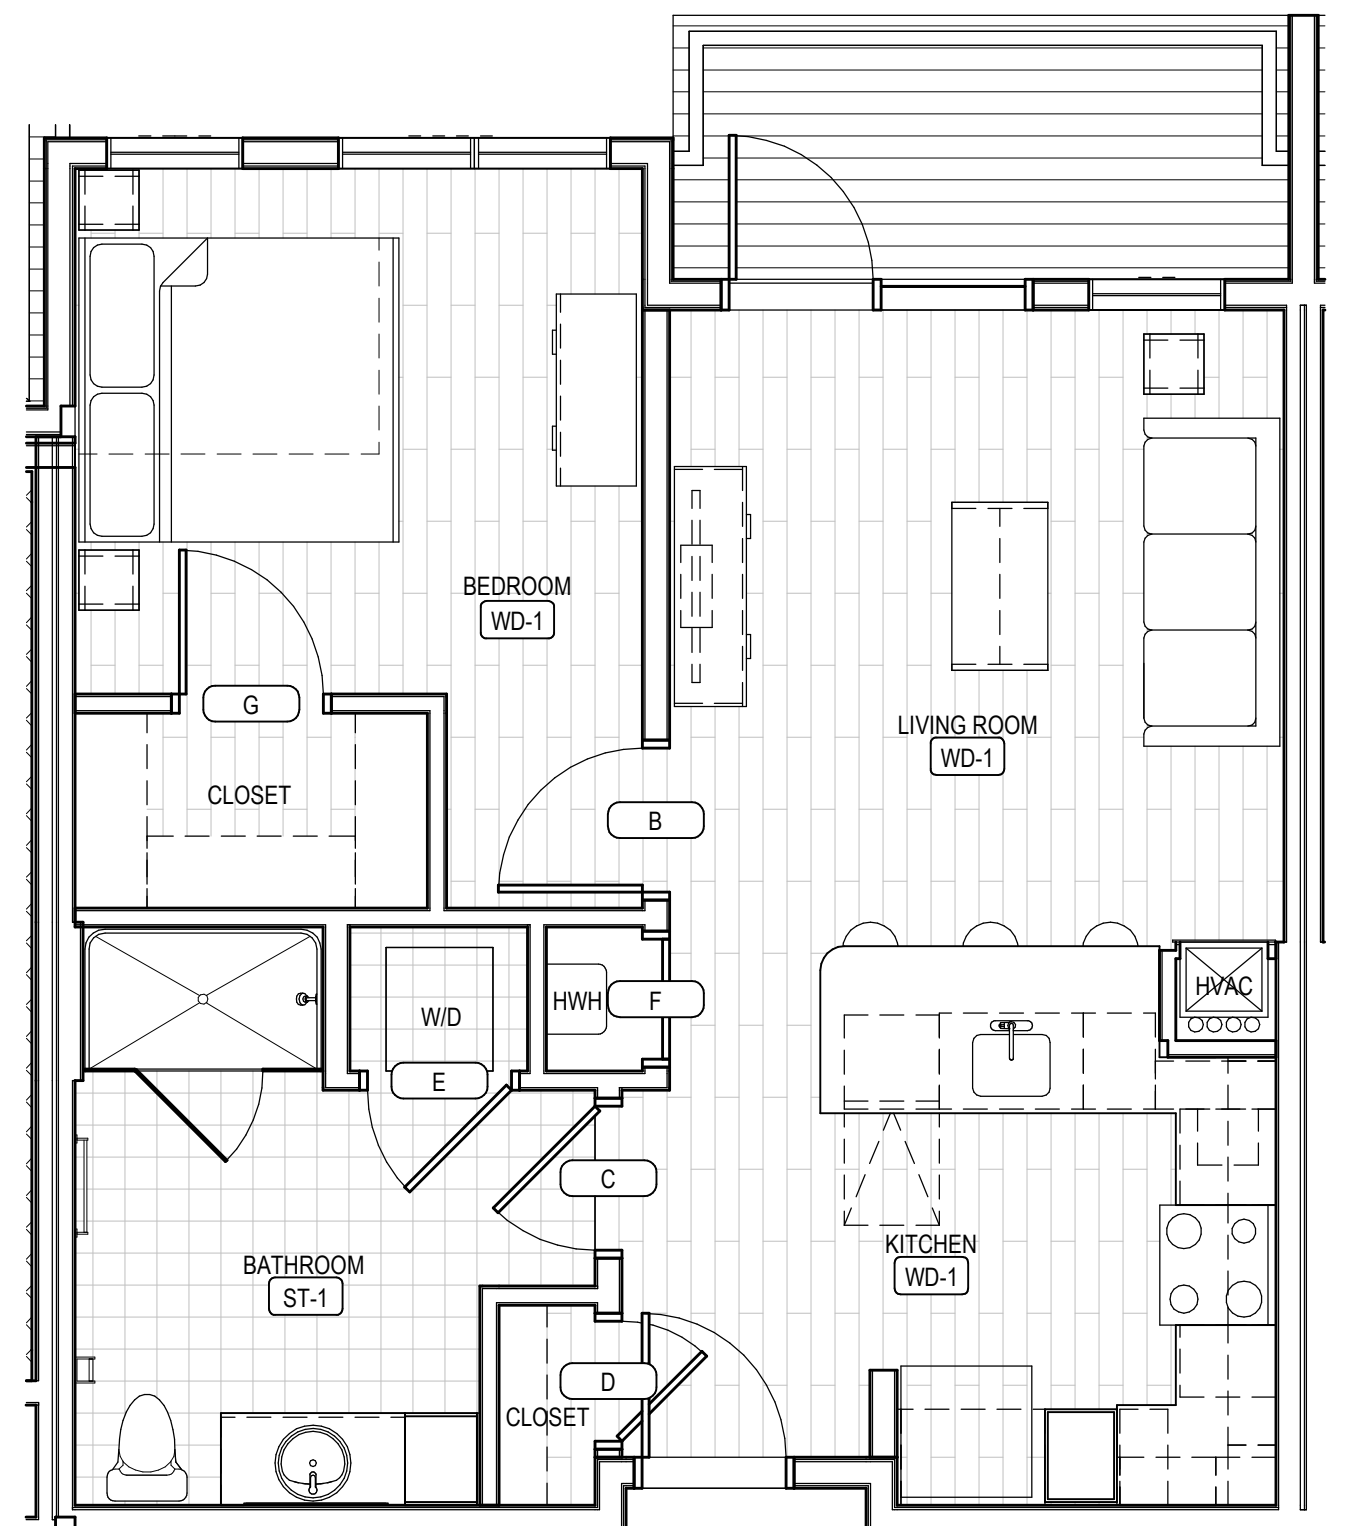 BEDROOM
WD-1
G
LIVING ROOM
WD-1
CLOSET
B
HVAC
HWH
F
W/D
E
C
KITCHEN
WD-1
BATHROOM
ST-1
D
CLOSET